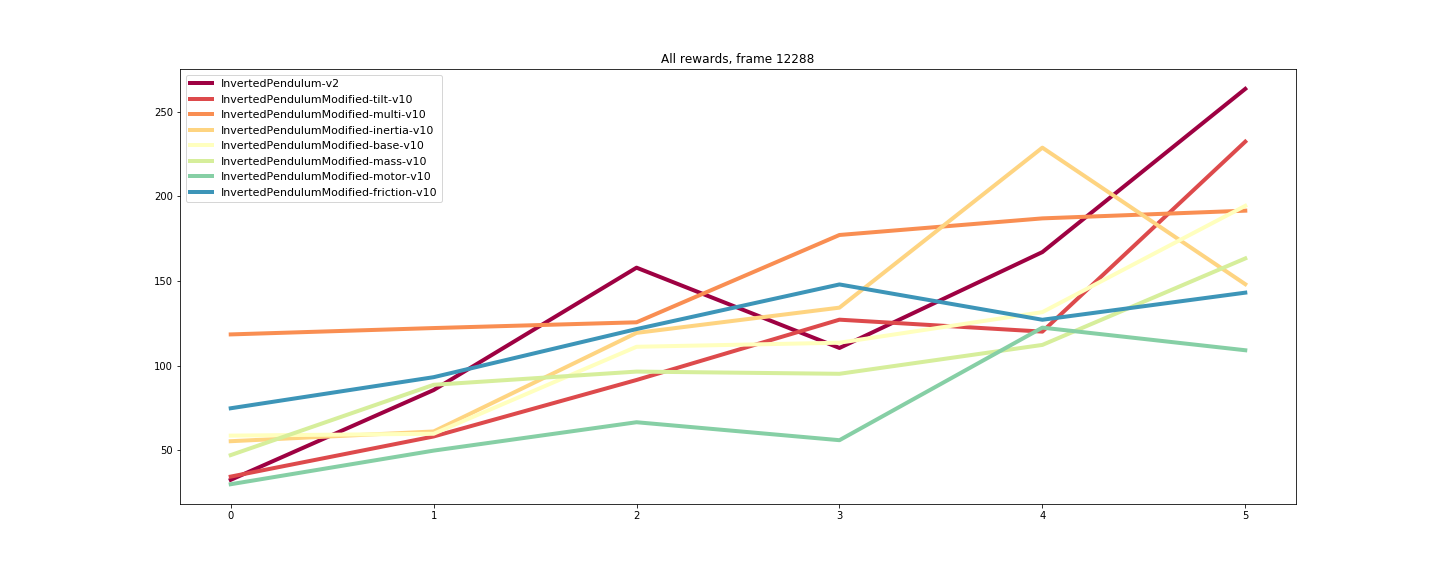 All rewards, frame 12288
InvertedPendulum-v2
InvertedPendulumModified-tilt-v10
InvertedPendulumModified-multi-v10
InvertedPendulumModified-inertia-v10
InvertedPendulumModified-base-v10
InvertedPendulumModified-mass-v10
InvertedPendulumModified-motor-v10
InvertedPendulumModified-friction-v10
250
200
150
100
50
0 1 2 3 4 5